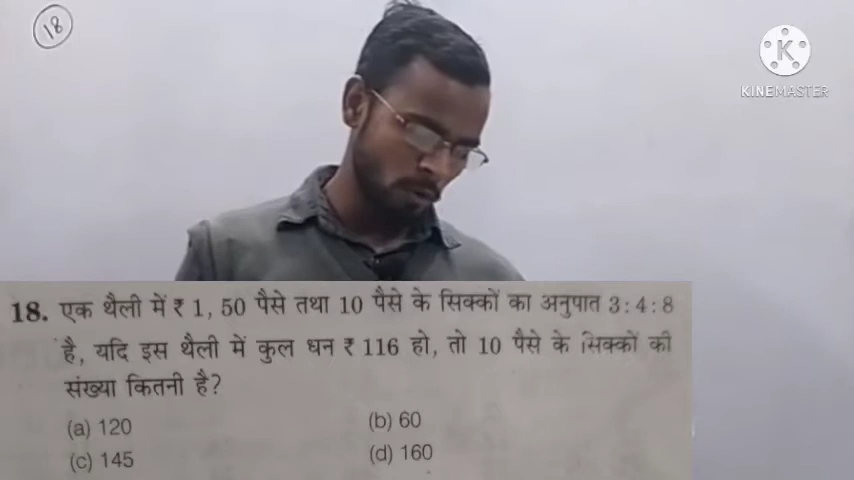 18
K
KINEMASTER
18. एक थैली में ₹ 1, 50 पैसे तथा 10 पैसे के सिक्कों का अनुपात 3:4:8
है, यदि इस थैली में कुल धन ₹ 116 हो, तो 10 पैसे के सिक्कों की
संख्या कितनी है?
(a) 120 (b) 60
(c) 145 (d) 160